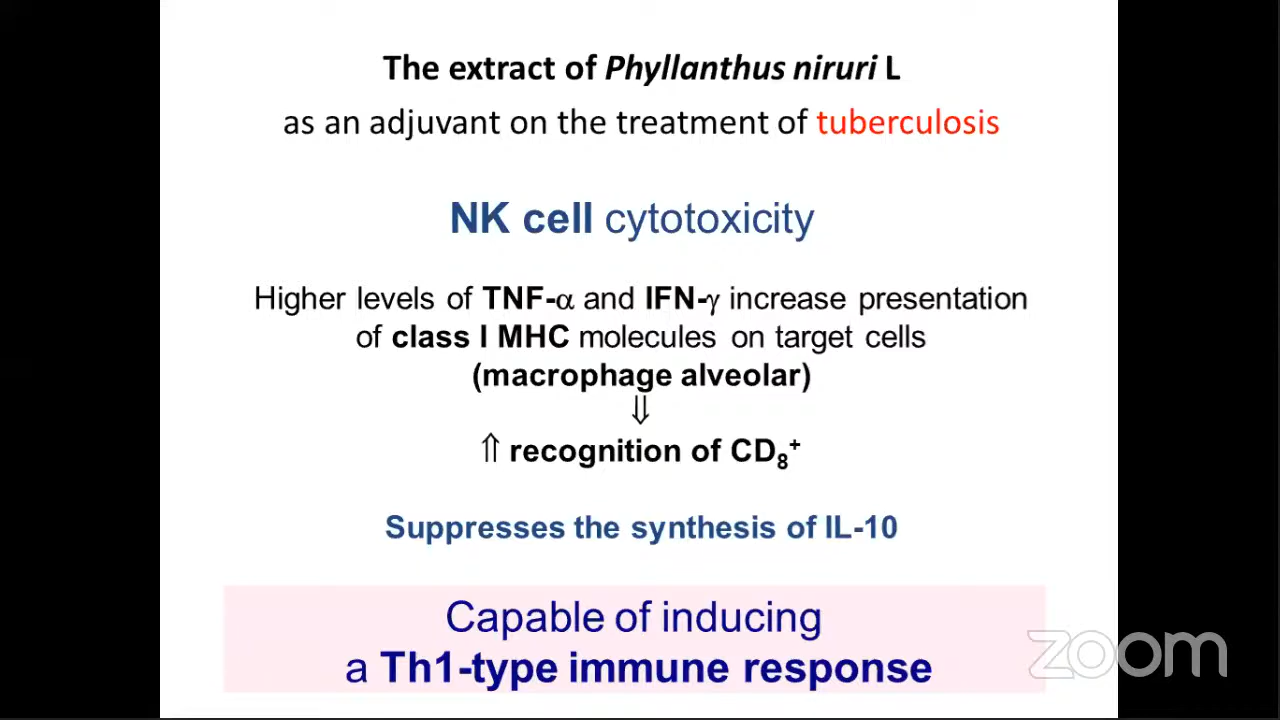 The extract of Phyllanthus niruri L
as an adjuvant on the treatment of tuberculosis
NK cell cytotoxicity
Higher levels of TNF-α and IFN-γ increase presentation
of class I MHC molecules on target cells
(macrophage alveolar)
⇓
⇑ recognition of CD₈⁺
Suppresses the synthesis of IL-10
Capable of inducing
a Th1-type immune response
zoom